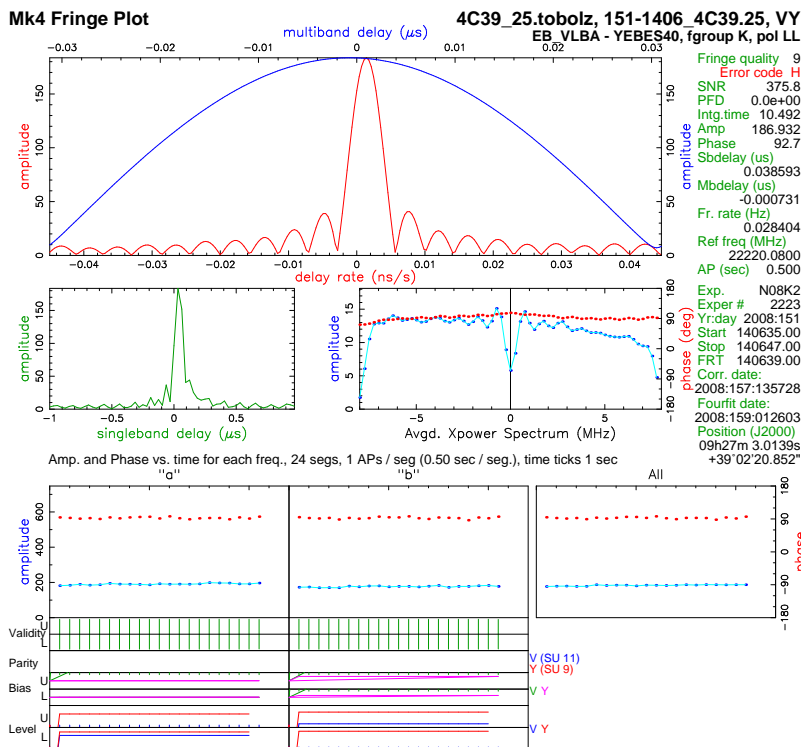 Mk4 Fringe Plot
4C39_25.tobolz, 151-1406_4C39.25, VY
EB_VLBA - YEBES40, fgroup K, pol LL
multiband delay (μs)
-0.03 -0.02 -0.01 0 0.01 0.02 0.03
amplitude
0 50 100 150
amplitude
0 50 100 150
-0.04 -0.03 -0.02 -0.01 0 0.01 0.02 0.03 0.04
delay rate (ns/s)
Fringe quality 9
Error code H
SNR 375.8
PFD 0.0e+00
Intg.time 10.492
Amp 186.932
Phase 92.7
Sbdelay (us)
0.038593
Mbdelay (us)
-0.000731
Fr. rate (Hz)
0.028404
Ref freq (MHz)
22220.0800
AP (sec) 0.500
Exp. N08K2
Exper # 2223
Yr:day 2008:151
Start 140635.00
Stop 140647.00
FRT 140639.00
Corr. date:
2008:157:135728
Fourfit date:
2008:159:012603
Position (J2000)
09h27m 3.0139s
+39°02'20.852"
amplitude
0 50 100 150
-1 -0.5 0 0.5
singleband delay (μs)
amplitude
0 5 10 15
-5 0 5
Avgd. Xpower Spectrum (MHz)
phase (deg)
-180 -90 0 90 180
Amp. and Phase vs. time for each freq., 24 segs, 1 APs / seg (0.50 sec / seg.), time ticks 1 sec
"a" "b" All
amplitude
0 200 400 600
phase
-180 -90 0 90 180
Validity U L
Parity
V (SU 11)
Y (SU 9)
Bias U L
V Y
Level U L
V Y